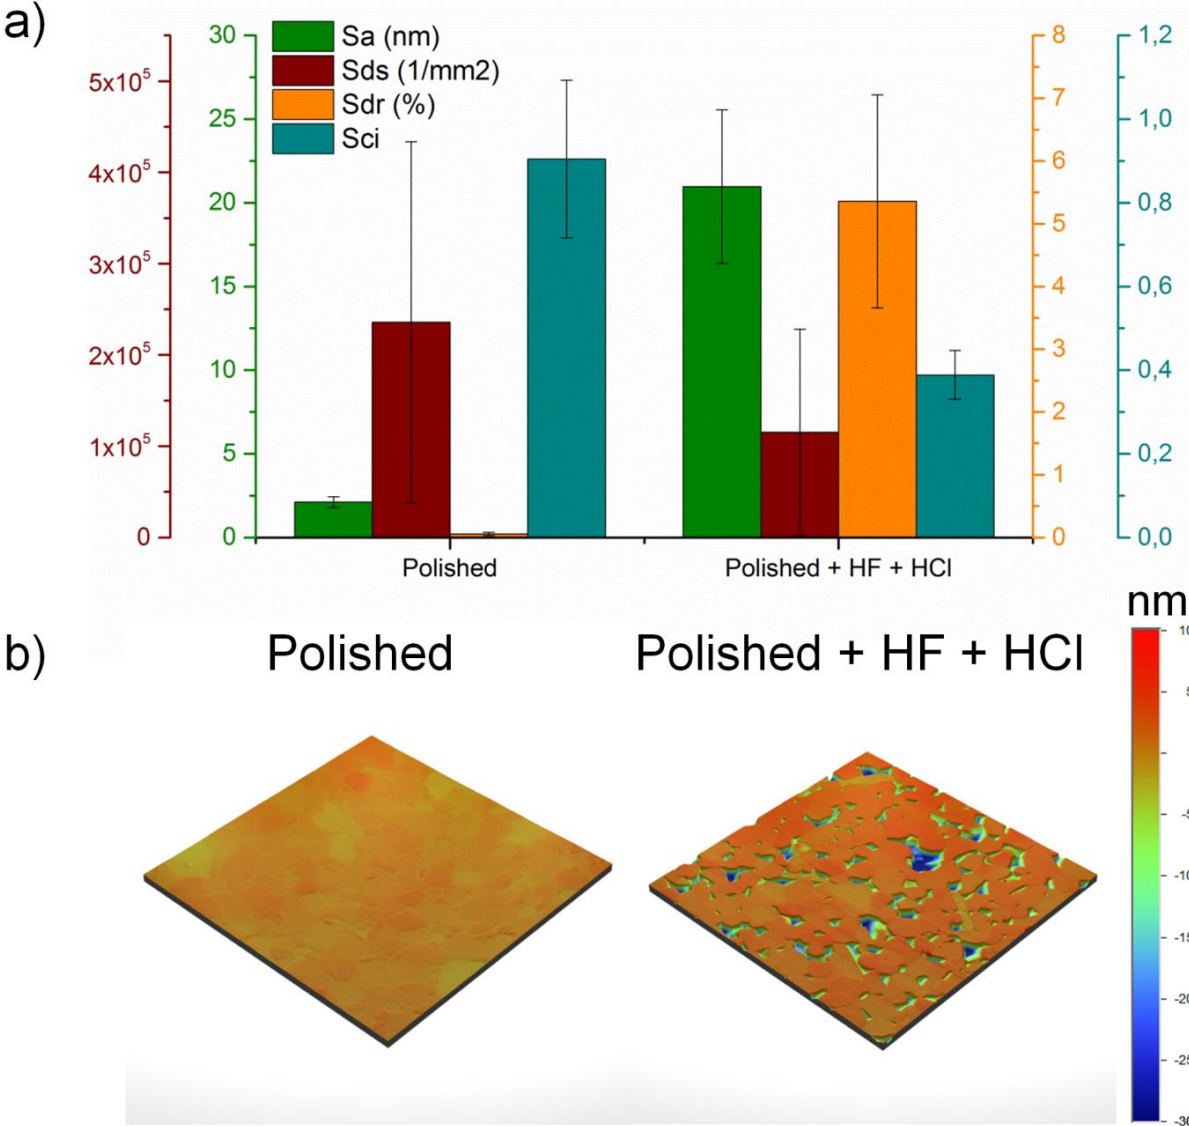 a)
Sa (nm)
Sds (1/mm2)
Sdr (%)
Sci
5x10⁵
4x10⁵
3x10⁵
2x10⁵
1x10⁵
0
30
25
20
15
10
5
0
8
7
6
5
4
3
2
1
0
1,2
1,0
0,8
0,6
0,4
0,2
0,0
Polished
Polished + HF + HCl
b)
Polished
Polished + HF + HCl
nm